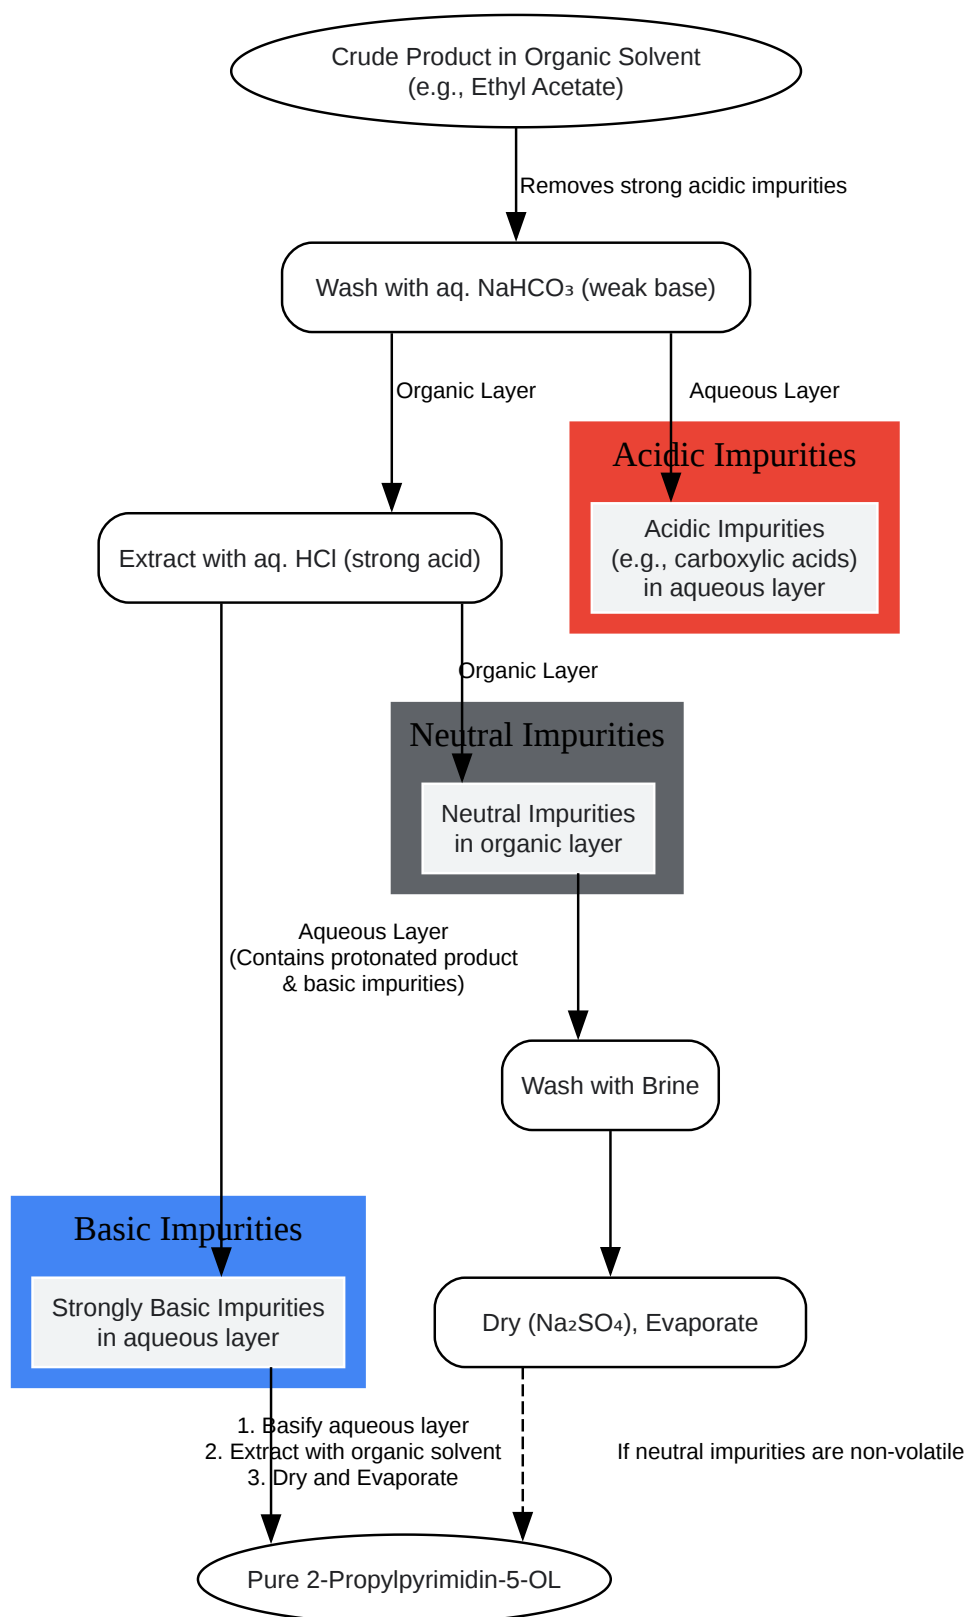 Crude Product in Organic Solvent
(e.g., Ethyl Acetate)
Removes strong acidic impurities
Wash with aq. NaHCO₃ (weak base)
Organic Layer
Aqueous Layer
Acidic Impurities
Acidic Impurities
(e.g., carboxylic acids)
in aqueous layer
Extract with aq. HCl (strong acid)
Organic Layer
Neutral Impurities
Neutral Impurities
in organic layer
Aqueous Layer
(Contains protonated product
& basic impurities)
Wash with Brine
Basic Impurities
Strongly Basic Impurities
in aqueous layer
Dry (Na₂SO₄), Evaporate
1. Basify aqueous layer
2. Extract with organic solvent
3. Dry and Evaporate
If neutral impurities are non-volatile
Pure 2-Propylpyrimidin-5-OL